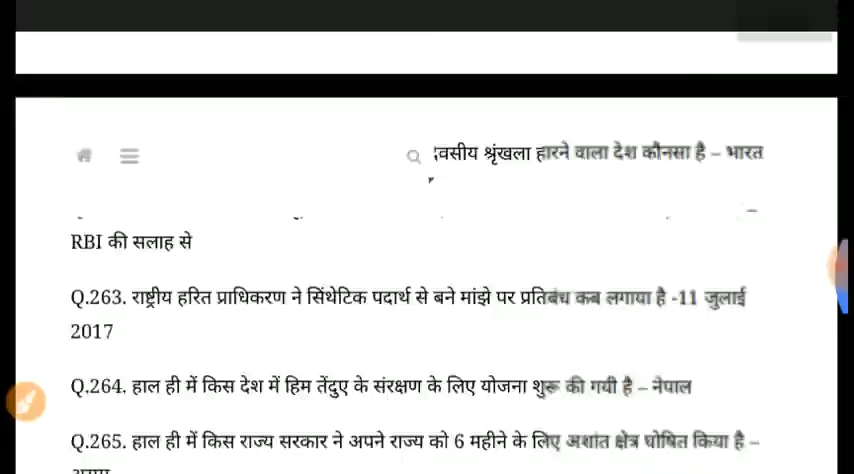 दिवसीय श्रृंखला हारने वाला देश कौनसा है – भारत
RBI की सलाह से
Q.263. राष्ट्रीय हरित प्राधिकरण ने सिंथेटिक पदार्थ से बने मांझे पर प्रतिबंध कब लगाया है -11 जुलाई
2017
Q.264. हाल ही में किस देश में हिम तेंदुए के संरक्षण के लिए योजना शुरू की गयी है – नेपाल
Q.265. हाल ही में किस राज्य सरकार ने अपने राज्य को 6 महीने के लिए अशांत क्षेत्र घोषित किया है –